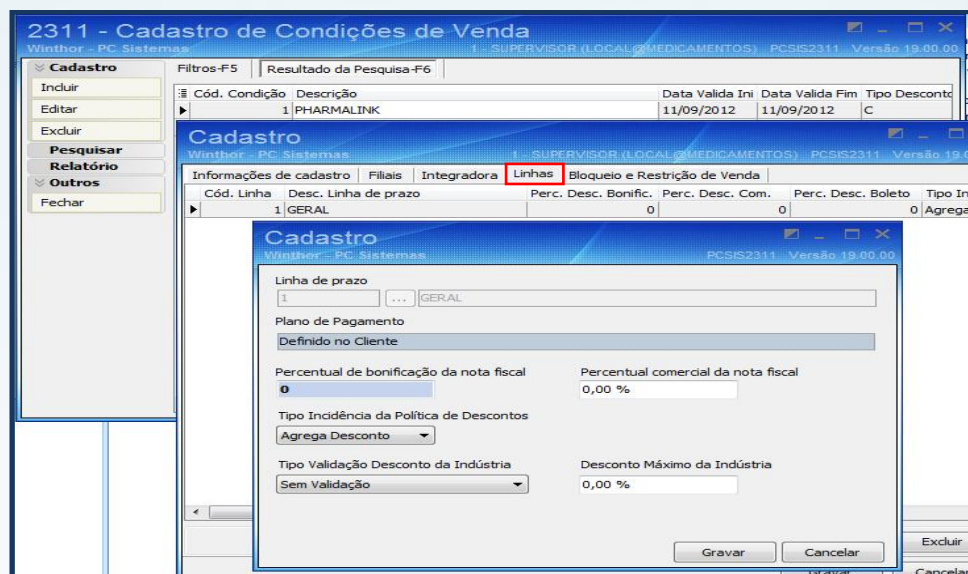 2311 - Cadastro de Condições de Venda
Winthor - PC Sistemas 1 - SUPERVISOR (LOCAL@MEDICAMENTOS) PCSIS2311 Versão 19.00.00
Cadastro
Incluir
Editar
Excluir
Pesquisar
Relatório
Outros
Fechar
Filtros-F5 Resultado da Pesquisa-F6
Cód. Condição Descrição Data Valida Ini Data Valida Fim Tipo Desconto
1 PHARMALINK 11/09/2012 11/09/2012 C
Cadastro
Winthor - PC Sistemas SUPERVISOR (LOCAL@MEDICAMENTOS) PCSIS2311 Versão 19.0
Informações de cadastro Filiais Integradora Linhas Bloqueio e Restrição de Venda
Cód. Linha Desc. Linha de prazo Perc. Desc. Bonific. Perc. Desc. Com. Perc. Desc. Boleto Tipo In
1 GERAL 0 0 0 Agrega
Cadastro
Winthor - PC Sistemas PCSIS2311 Versão 19.00.00
Linha de prazo
1 ... GERAL
Plano de Pagamento
Definido no Cliente
Percentual de bonificação da nota fiscal Percentual comercial da nota fiscal
0 0,00 %
Tipo Incidência da Política de Descontos
Agrega Desconto
Tipo Validação Desconto da Indústria Desconto Máximo da Indústria
Sem Validação 0,00 %
Gravar Cancelar
Excluir
Gravar Cancelar